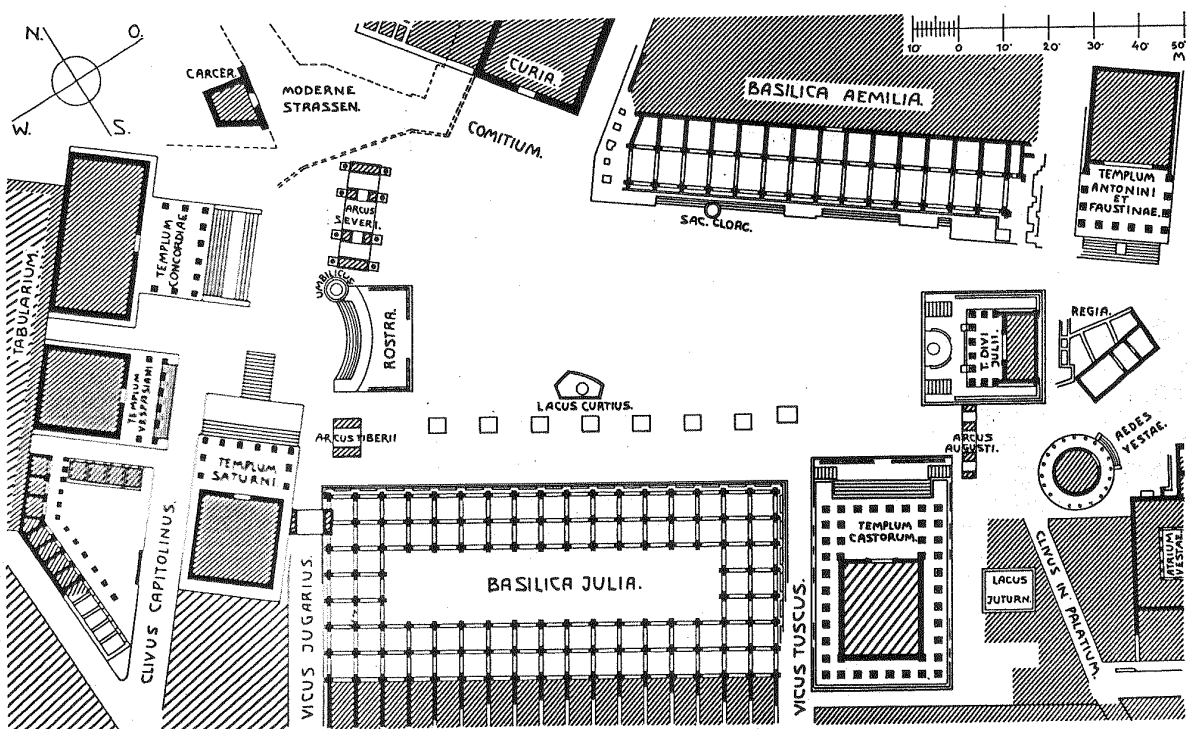 N.
O.
W.
S.
CARCER.
MODERNE
STRASSEN.
CURIA.
COMITIUM.
BASILICA AEMILIA.
10· 0 10· 20· 30· 40· 50·
M
TEMPLUM
ANTONINI
ET
FAUSTINAE.
SAC. CLOAC.
ARCUS
SEVERI.
TEMPLUM
CONCORDIAE
TABULARIUM.
UMBILICUS
ROSTRA.
T. DIVI
JULII.
REGIA.
TEMPLUM
VESPASIANI
LACUS CURTIUS.
ARCUS TIBERII
ARCUS
AUGUSTI.
AEDES
VESTAE.
TEMPLUM
SATURNI.
CLIVUS CAPITOLINUS.
VICUS JUGARIUS.
BASILICA JULIA.
VICUS TUSCUS.
TEMPLUM
CASTORUM.
LACUS
JUTURN.
CLIVUS IN PALATIUM.
ATRIUM
VESTAE.